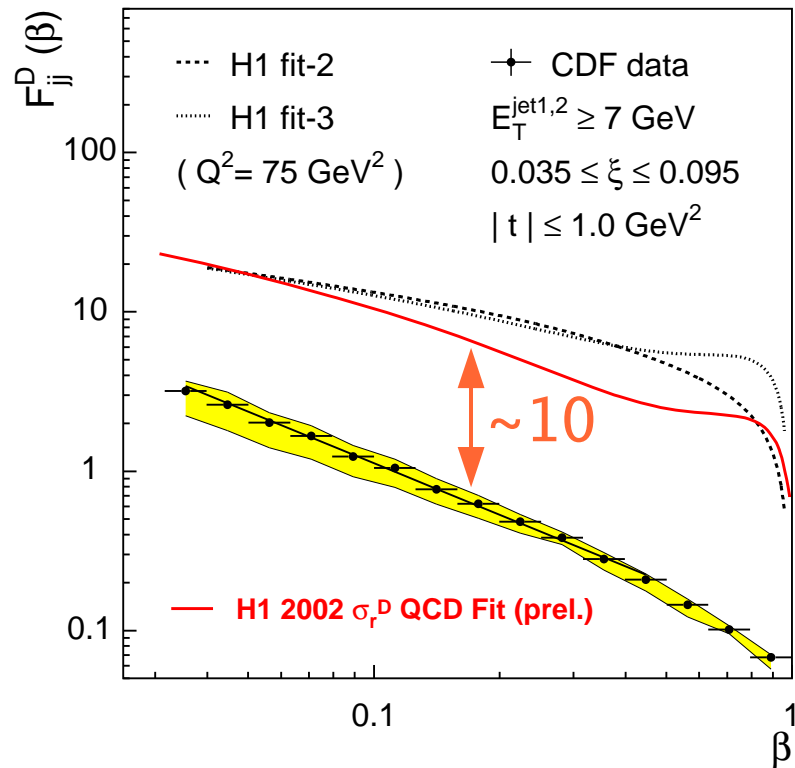 F_jj^D (β)
100
10
1
0.1
H1 fit-2
H1 fit-3
( Q²= 75 GeV² )
CDF data
E_T^jet1,2 ≥ 7 GeV
0.035 ≤ ξ ≤ 0.095
| t | ≤ 1.0 GeV²
~10
H1 2002 σ_r^D QCD Fit (prel.)
0.1
1
β